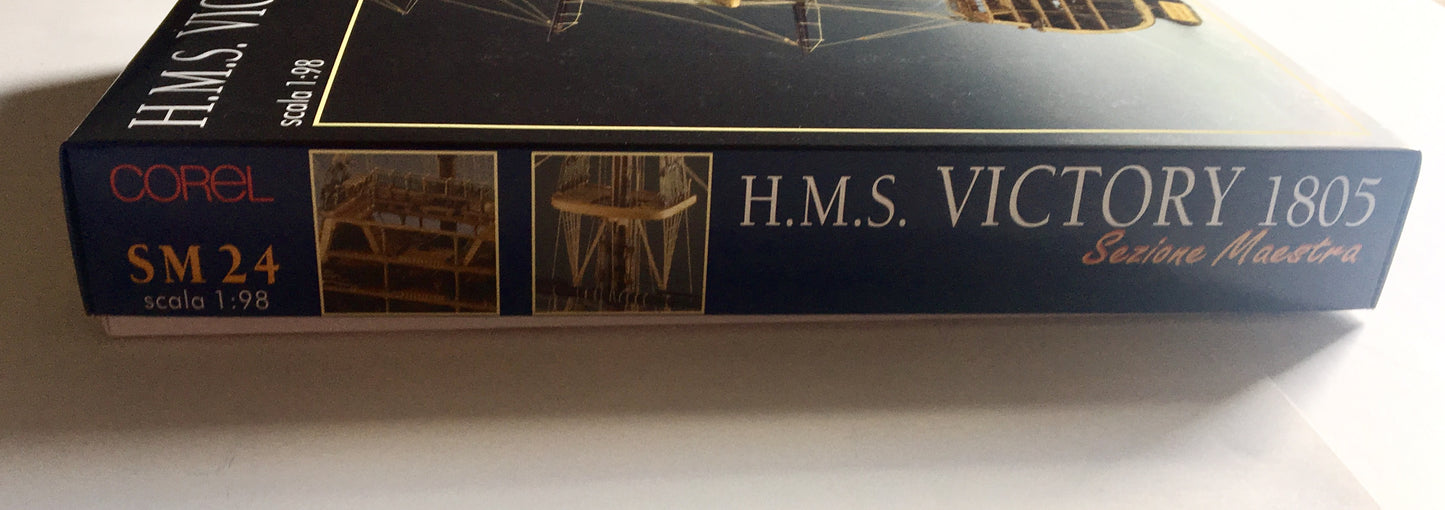 H.M.S. VIC
scala 1:98
COREL
SM 24
scala 1:98
H.M.S. VICTORY 1805
Sezione Maestra